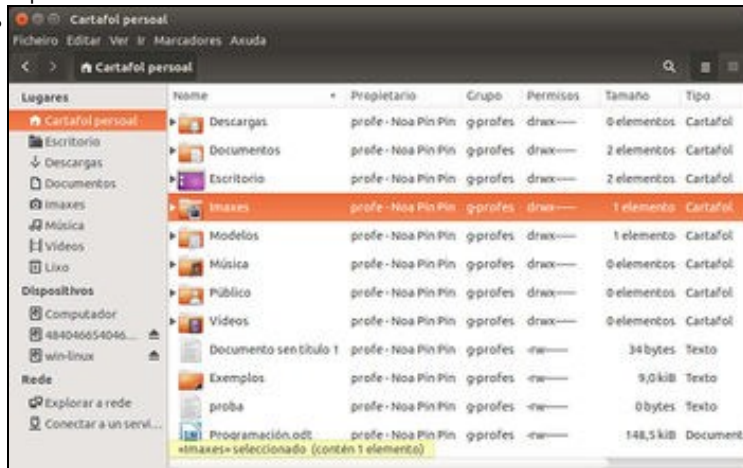 Cartafol persoal
Ficheiro Editar Ver Ir Marcadores Axuda
Cartafol persoal
Lugares
Cartafol persoal
Escritorio
Descargas
Documentos
Imaxes
Música
Vídeos
Lixo
Dispositivos
Computador
484046654046...
win-linux
Rede
Explorar a rede
Conectar a un servi...
Nome Propietario Grupo Permisos Tamaño Tipo
Descargas profe - Noa Pin Pin g-profes drwx------ 0 elementos Cartafol
Documentos profe - Noa Pin Pin g-profes drwx------ 2 elementos Cartafol
Escritorio profe - Noa Pin Pin g-profes drwx------ 2 elementos Cartafol
Imaxes profe - Noa Pin Pin g-profes drwx------ 1 elemento Cartafol
Modelos profe - Noa Pin Pin g-profes drwx------ 1 elemento Cartafol
Música profe - Noa Pin Pin g-profes drwx------ 0 elementos Cartafol
Público profe - Noa Pin Pin g-profes drwx------ 0 elementos Cartafol
Vídeos profe - Noa Pin Pin g-profes drwx------ 0 elementos Cartafol
Documento sen título 1 profe - Noa Pin Pin g-profes -rw------- 34 bytes Texto
Exemplos profe - Noa Pin Pin g-profes -rw------- 9,0 kiB Texto
proba profe - Noa Pin Pin g-profes -rw------- 0 bytes Texto
Programación.odt profe - Noa Pin Pin g-profes -rw------- 148,5 kiB Document
«Imaxes» seleccionado (contén 1 elemento)